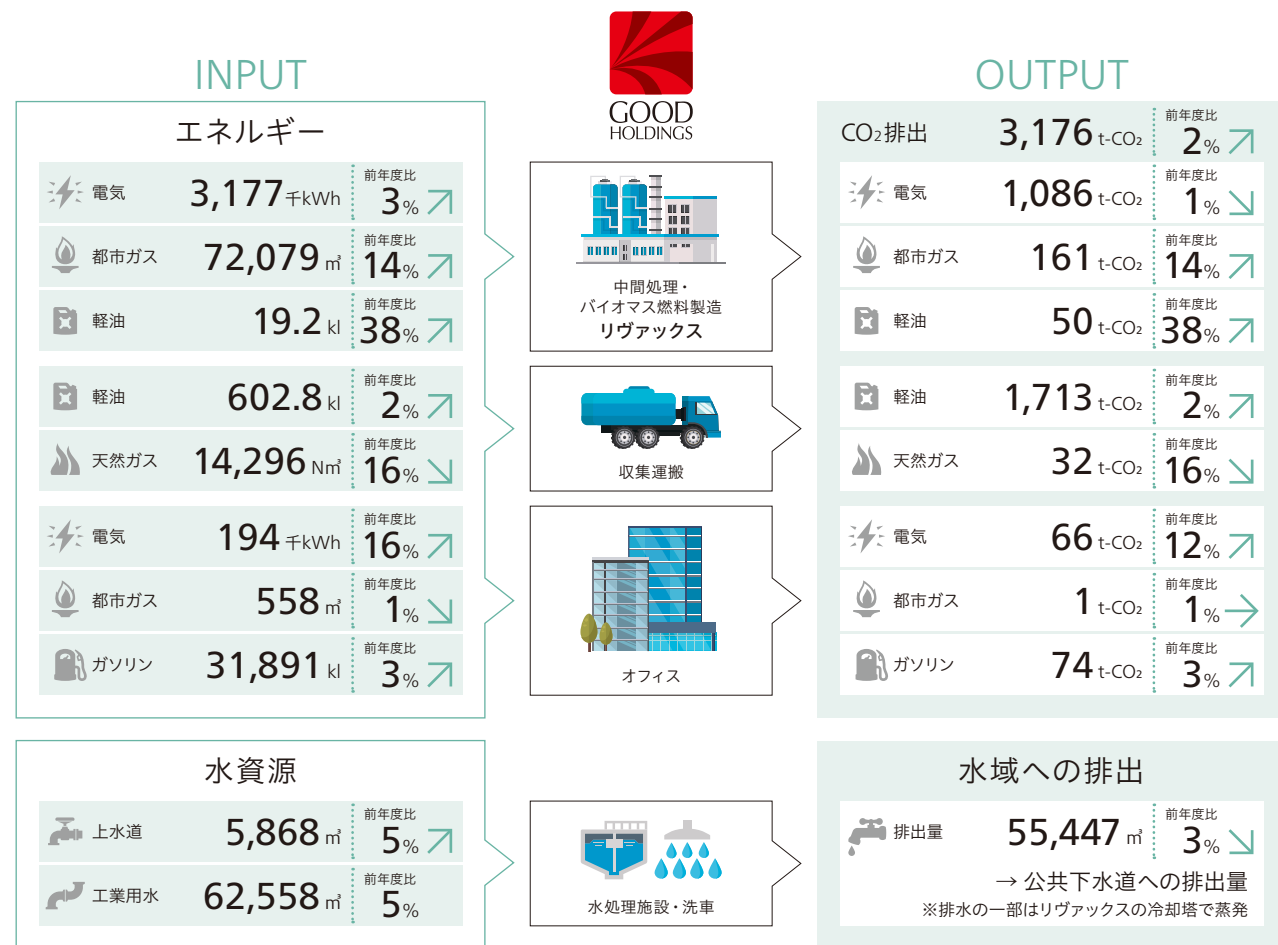 INPUT
GOOD
HOLDINGS
OUTPUT
エネルギー
電気 3,177 千kWh 前年度比 3%
都市ガス 72,079 ㎥ 前年度比 14%
軽油 19.2 kl 前年度比 38%
軽油 602.8 kl 前年度比 2%
天然ガス 14,296 N㎥ 前年度比 16%
電気 194 千kWh 前年度比 16%
都市ガス 558 ㎥ 前年度比 1%
ガソリン 31,891 kl 前年度比 3%
中間処理・
バイオマス燃料製造
リヴァックス
収集運搬
オフィス
CO₂排出 3,176 t-CO₂ 前年度比 2%
電気 1,086 t-CO₂ 前年度比 1%
都市ガス 161 t-CO₂ 前年度比 14%
軽油 50 t-CO₂ 前年度比 38%
軽油 1,713 t-CO₂ 前年度比 2%
天然ガス 32 t-CO₂ 前年度比 16%
電気 66 t-CO₂ 前年度比 12%
都市ガス 1 t-CO₂ 前年度比 1%
ガソリン 74 t-CO₂ 前年度比 3%
水資源
上水道 5,868 ㎥ 前年度比 5%
工業用水 62,558 ㎥ 前年度比 5%
水処理施設・洗車
水域への排出
排出量 55,447 ㎥ 前年度比 3%
→ 公共下水道への排出量
※排水の一部はリヴァックスの冷却塔で蒸発